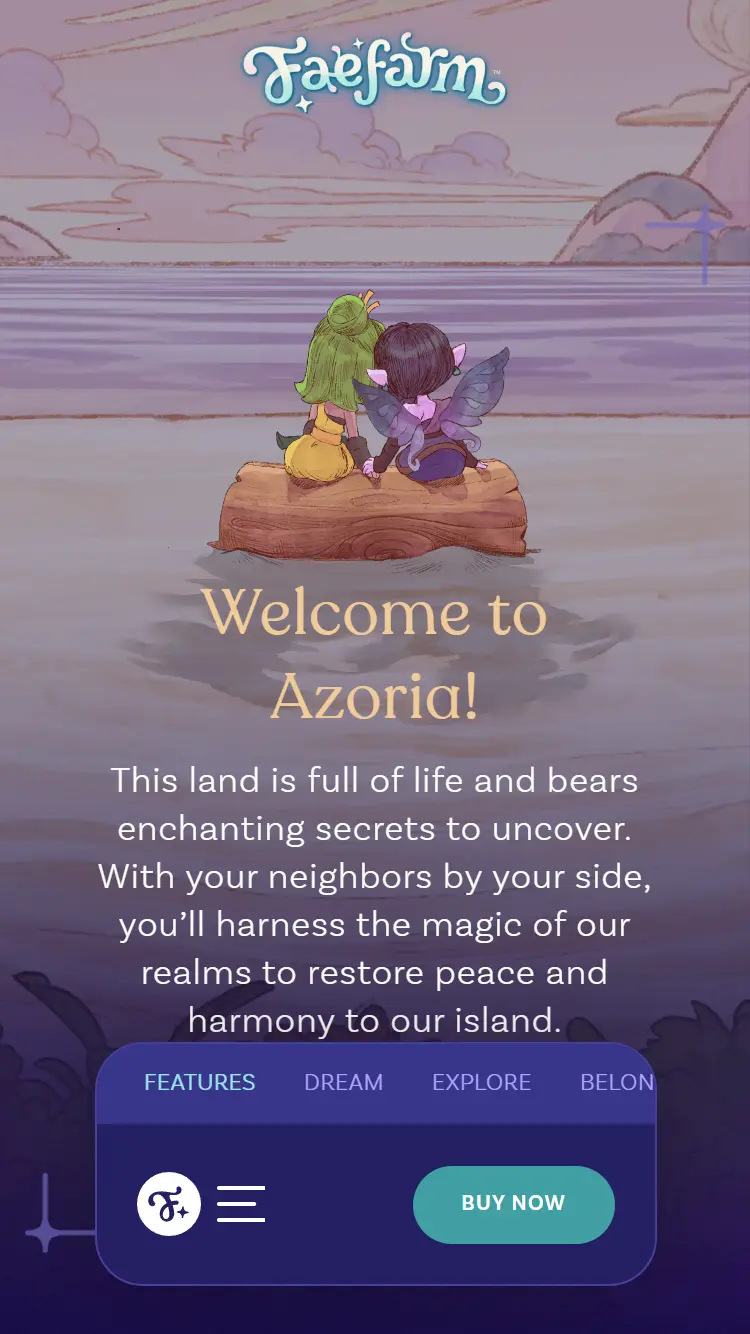 Faefarm™
Welcome to
Azoria!
This land is full of life and bears
enchanting secrets to uncover.
With your neighbors by your side,
you’ll harness the magic of our
realms to restore peace and
harmony to our island.
FEATURES DREAM EXPLORE BELON
F BUY NOW